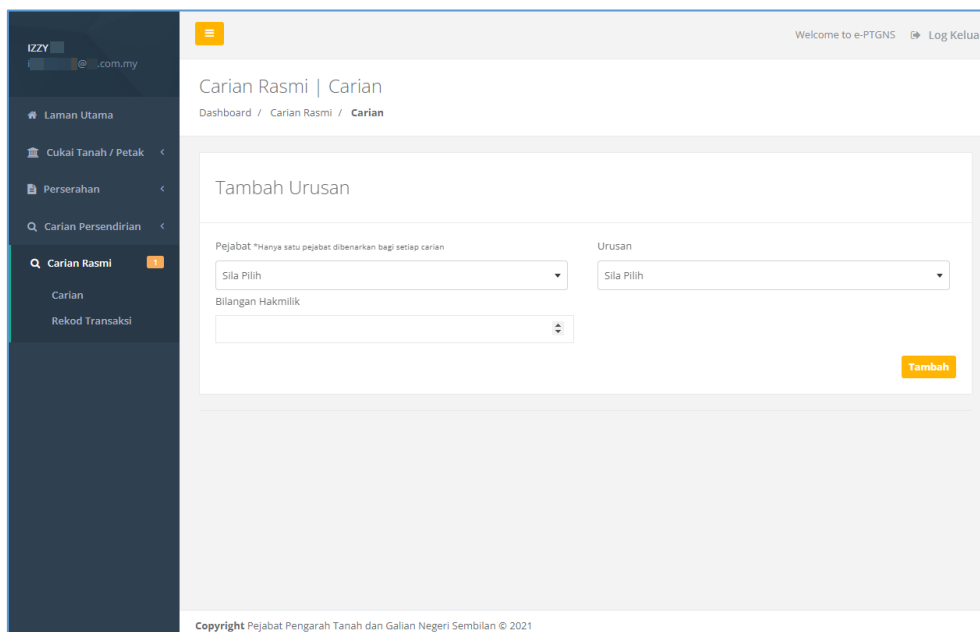 IZZY
@ .com.my
Laman Utama
Cukai Tanah / Petak
Perserahan
Carian Persendirian
Carian Rasmi 1
Carian
Rekod Transaksi
Welcome to e-PTGNS Log Kelua
Carian Rasmi | Carian
Dashboard / Carian Rasmi / Carian
Tambah Urusan
Pejabat *Hanya satu pejabat dibenarkan bagi setiap carian
Sila Pilih
Urusan
Sila Pilih
Bilangan Hakmilik
Tambah
Copyright Pejabat Pengarah Tanah dan Galian Negeri Sembilan © 2021